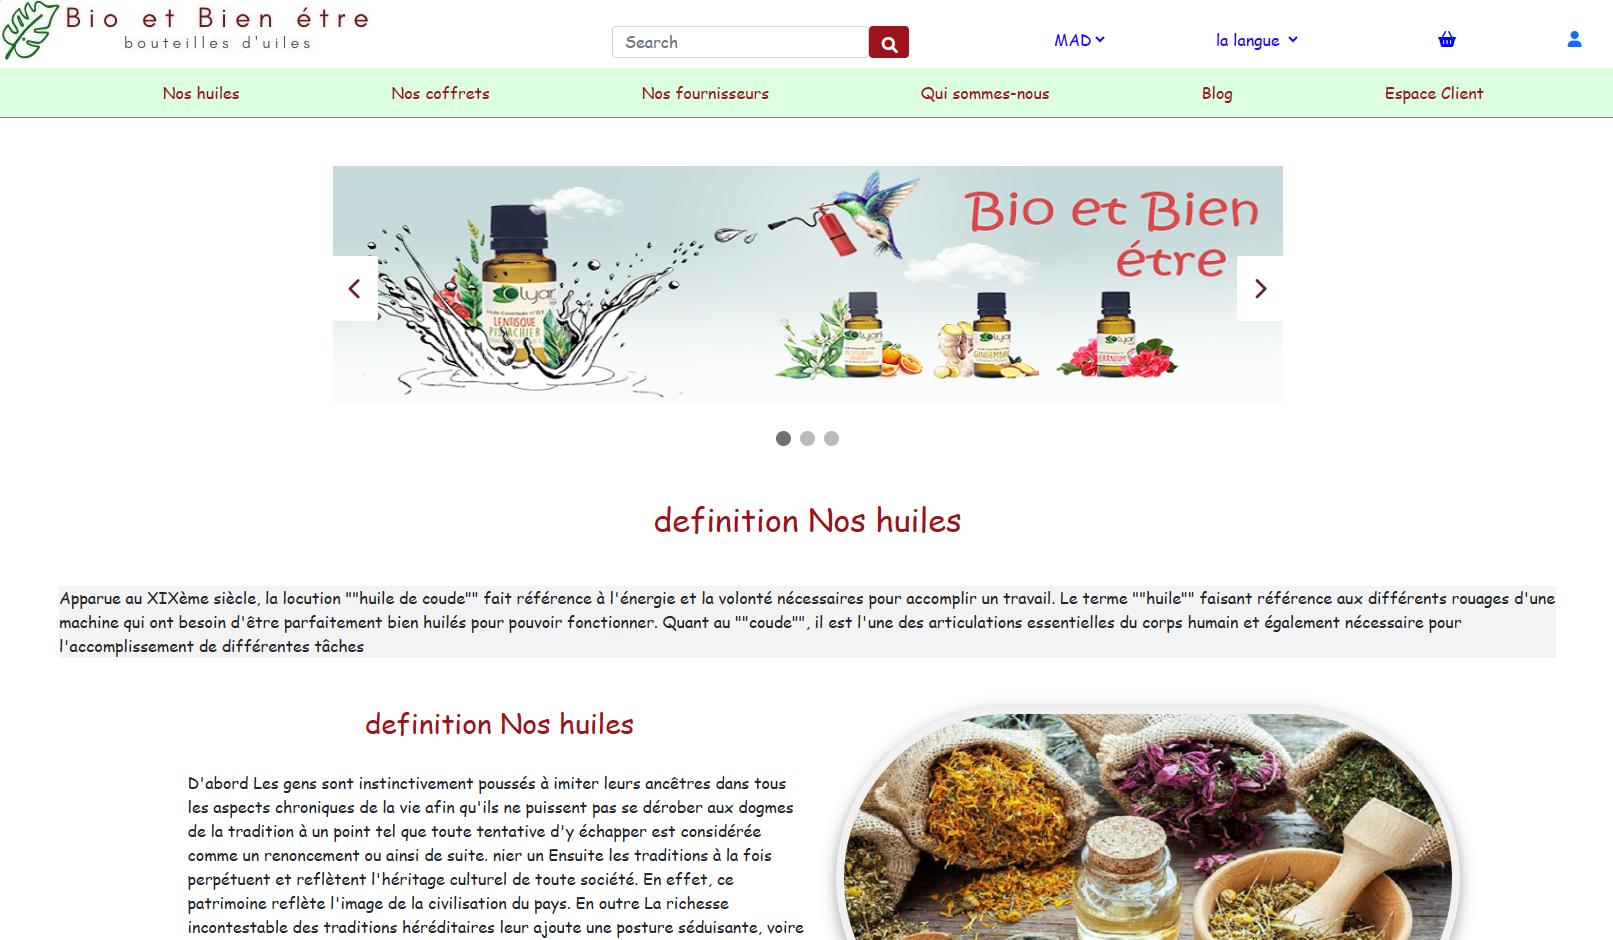 Bio et Bien étre
bouteilles d'uiles
Search
MAD
la langue
Nos huiles
Nos coffrets
Nos fournisseurs
Qui sommes-nous
Blog
Espace Client
Bio et Bien
étre
Olyar
LENTISQUE
PISTACHIER
GINGEMBRE
GERANIUM
definition Nos huiles
Apparue au XIXème siècle, la locution ""huile de coude"" fait référence à l'énergie et la volonté nécessaires pour accomplir un travail. Le terme ""huile"" faisant référence aux différents rouages d'une
machine qui ont besoin d'être parfaitement bien huilés pour pouvoir fonctionner. Quant au ""coude"", il est l'une des articulations essentielles du corps humain et également nécessaire pour
l'accomplissement de différentes tâches
definition Nos huiles
D'abord Les gens sont instinctivement poussés à imiter leurs ancêtres dans tous
les aspects chroniques de la vie afin qu'ils ne puissent pas se dérober aux dogmes
de la tradition à un point tel que toute tentative d'y échapper est considérée
comme un renoncement ou ainsi de suite. nier un Ensuite les traditions à la fois
perpétuent et reflètent l'héritage culturel de toute société. En effet, ce
patrimoine reflète l'image de la civilisation du pays. En outre La richesse
incontestable des traditions héréditaires leur ajoute une posture séduisante, voire